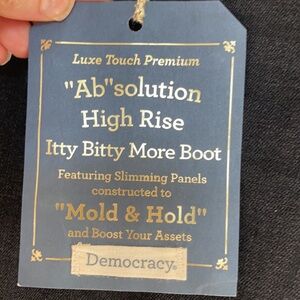 Luxe Touch Premium
"Ab"solution
High Rise
Itty Bitty More Boot
Featuring Slimming Panels
constructed to
"Mold & Hold"
and Boost Your Assets
Democracy®